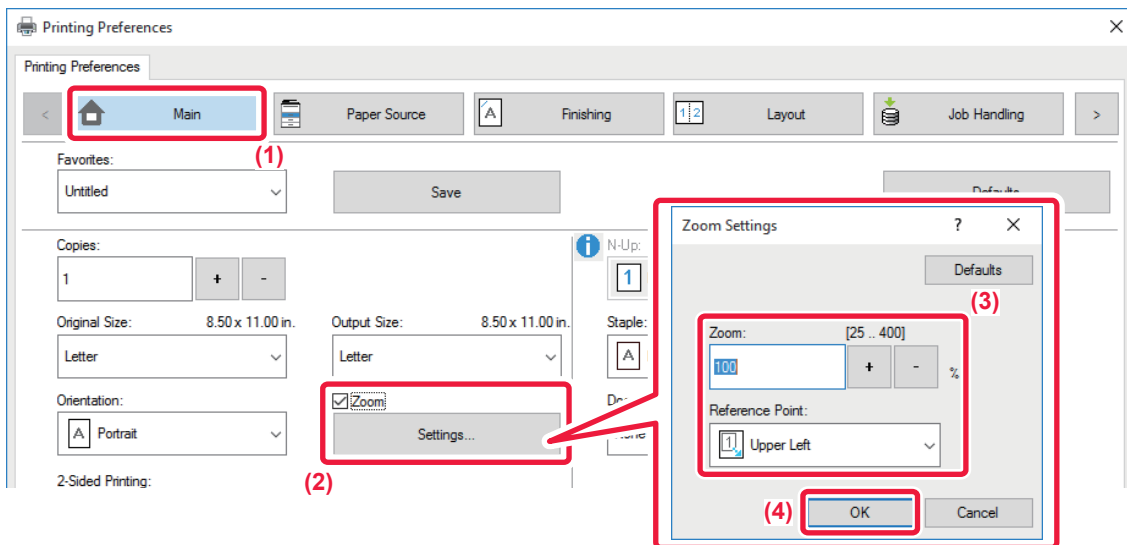 Printing Preferences
Printing Preferences
< Main Paper Source Finishing Layout Job Handling >
(1)
Favorites:
Untitled Save Defaults
Copies: N-Up:
1 + - 1
Original Size: 8.50 x 11.00 in. Output Size: 8.50 x 11.00 in. Staple:
Letter Letter
Orientation: Zoom
Portrait Settings...
(2)
2-Sided Printing:
Zoom Settings ?
Defaults
(3)
Zoom: [25 .. 400]
100 + - %
Reference Point:
1 Upper Left
(4) OK Cancel